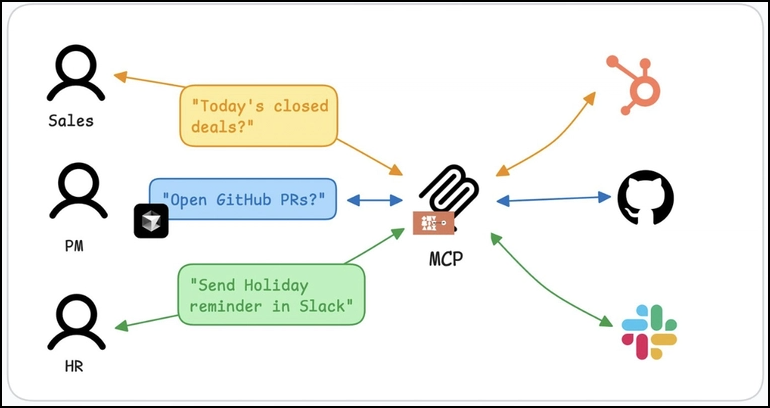 "Today's closed
deals?"
Sales
"Open GitHub PRs?"
PM
MCP
"Send Holiday
reminder in Slack"
HR